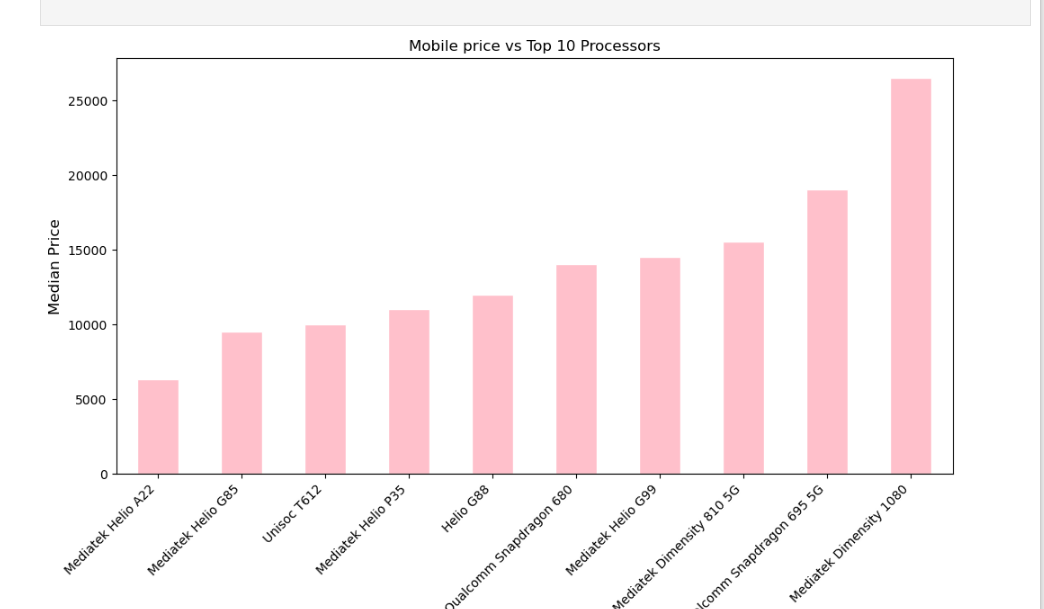 Mobile price vs Top 10 Processors
Median Price
25000
20000
15000
10000
5000
0
Mediatek Helio A22
Mediatek Helio G85
Unisoc T612
Mediatek Helio P35
Helio G88
Qualcomm Snapdragon 680
Mediatek Helio G99
Mediatek Dimensity 810 5G
lcomm Snapdragon 695 5G
Mediatek Dimensity 1080